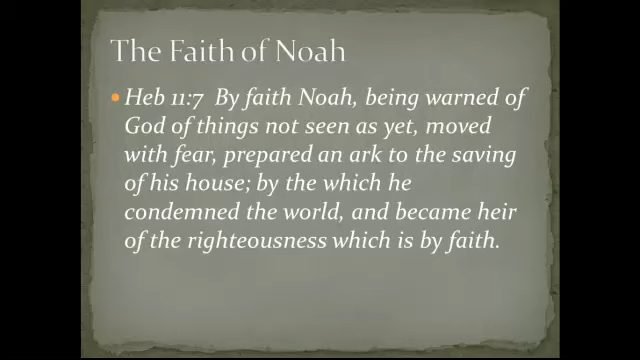 The Faith of Noah
• Heb 11:7 By faith Noah, being warned of
God of things not seen as yet, moved
with fear, prepared an ark to the saving
of his house; by the which he
condemned the world, and became heir
of the righteousness which is by faith.